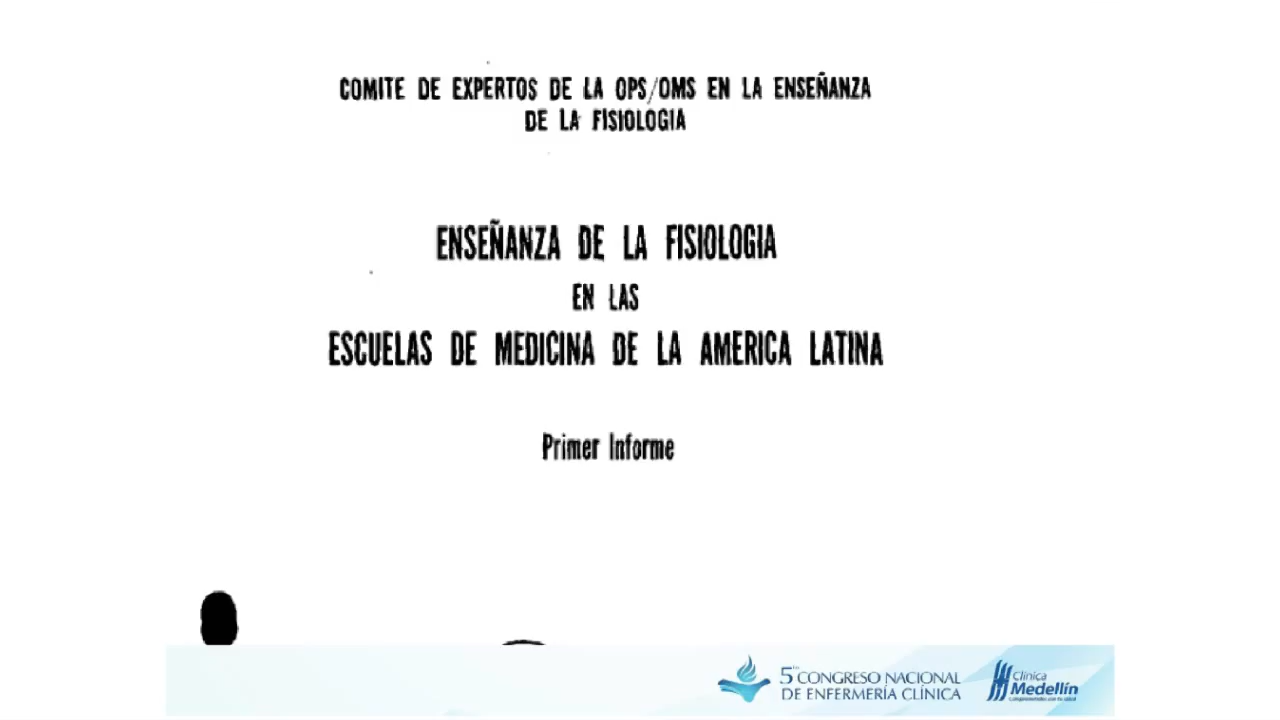 COMITE DE EXPERTOS DE LA OPS/OMS EN LA ENSEÑANZA
DE LA FISIOLOGIA
ENSEÑANZA DE LA FISIOLOGIA
EN LAS
ESCUELAS DE MEDICINA DE LA AMERICA LATINA
Primer Informe
5to CONGRESO NACIONAL
DE ENFERMERÍA CLÍNICA
Clínica
Medellín